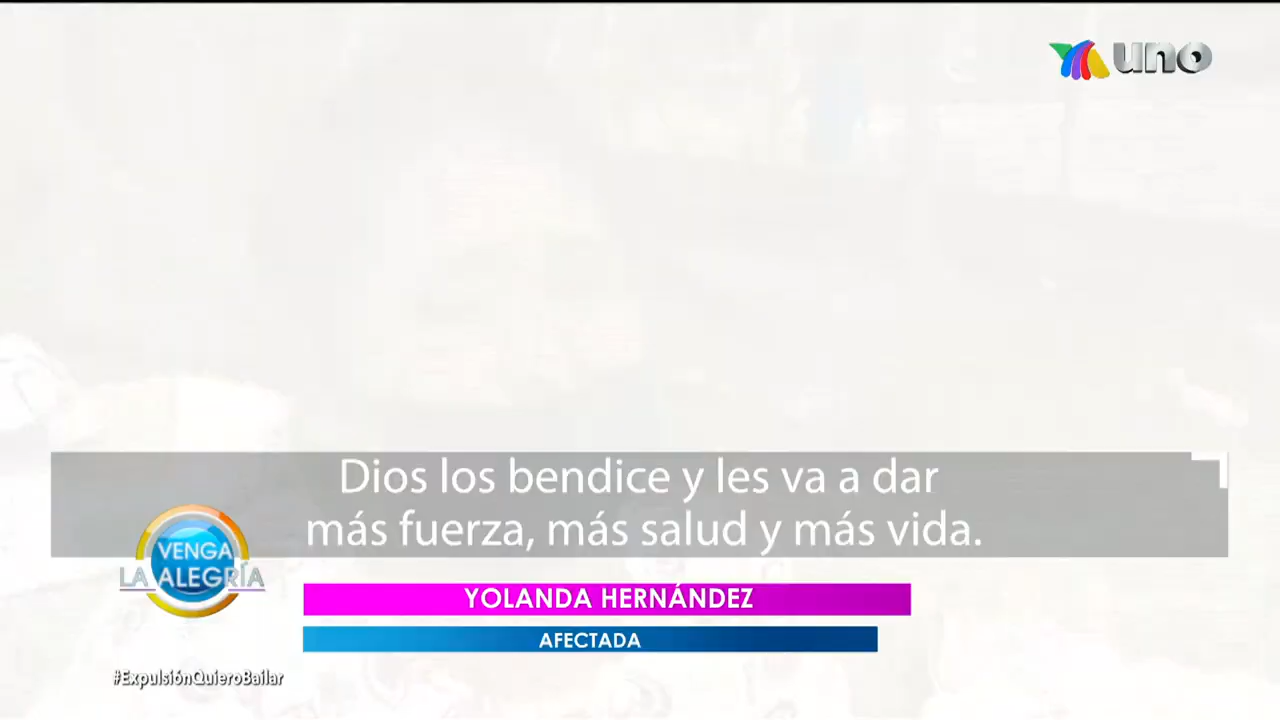 uno
Dios los bendice y les va a dar
más fuerza, más salud y más vida.
VENGA
LA ALEGRÍA
YOLANDA HERNÁNDEZ
AFECTADA
#ExpulsiónQuieroBailar